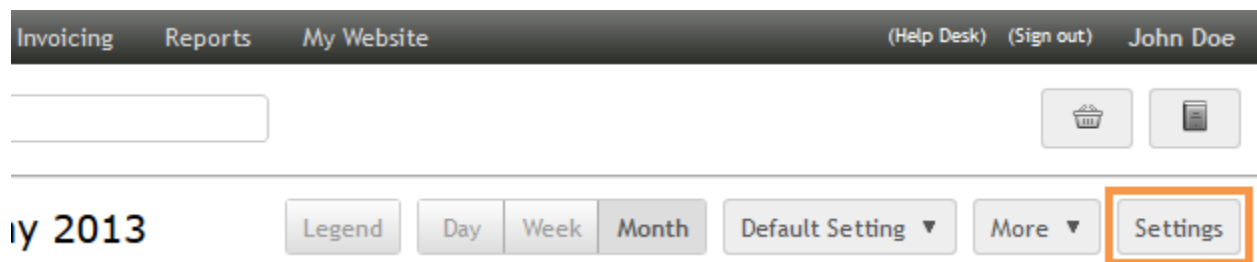 Invoicing Reports My Website (Help Desk) (Sign out) John Doe
2013 Legend Day Week Month Default Setting ▼ More ▼ Settings